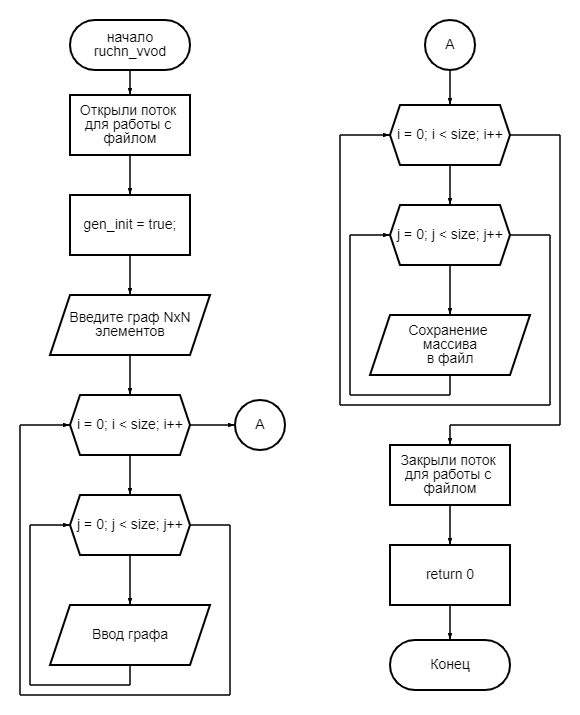 начало
ruchn_vvod
Открыли поток
для работы с
файлом
gen_init = true;
Введите граф NxN
элементов
i = 0; i < size; i++
A
j = 0; j < size; j++
Ввод графа
A
i = 0; i < size; i++
j = 0; j < size; j++
Сохранение
массива
в файл
Закрыли поток
для работы с
файлом
return 0
Конец